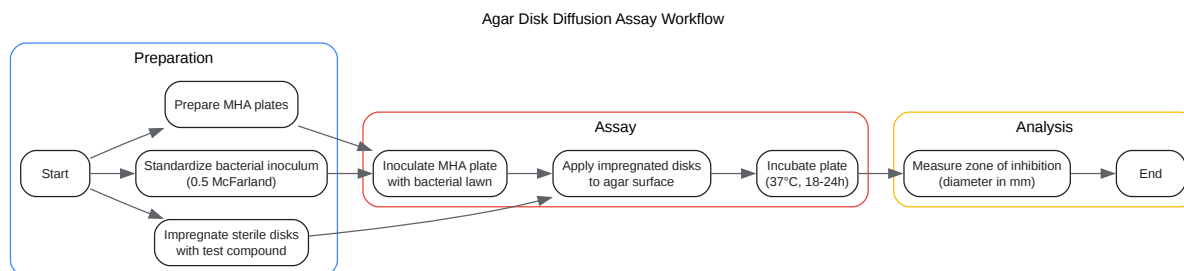 Agar Disk Diffusion Assay Workflow
Preparation
Start
Prepare MHA plates
Standardize bacterial inoculum
(0.5 McFarland)
Impregnate sterile disks
with test compound
Assay
Inoculate MHA plate
with bacterial lawn
Apply impregnated disks
to agar surface
Incubate plate
(37°C, 18-24h)
Analysis
Measure zone of inhibition
(diameter in mm)
End